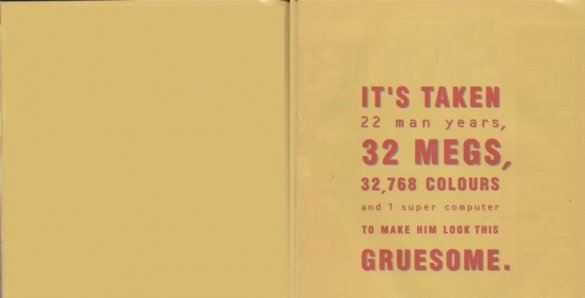 IT'S TAKEN
22 man years,
32 MEGS,
32,768 COLOURS
and 1 super computer
TO MAKE HIM LOOK THIS
GRUESOME.